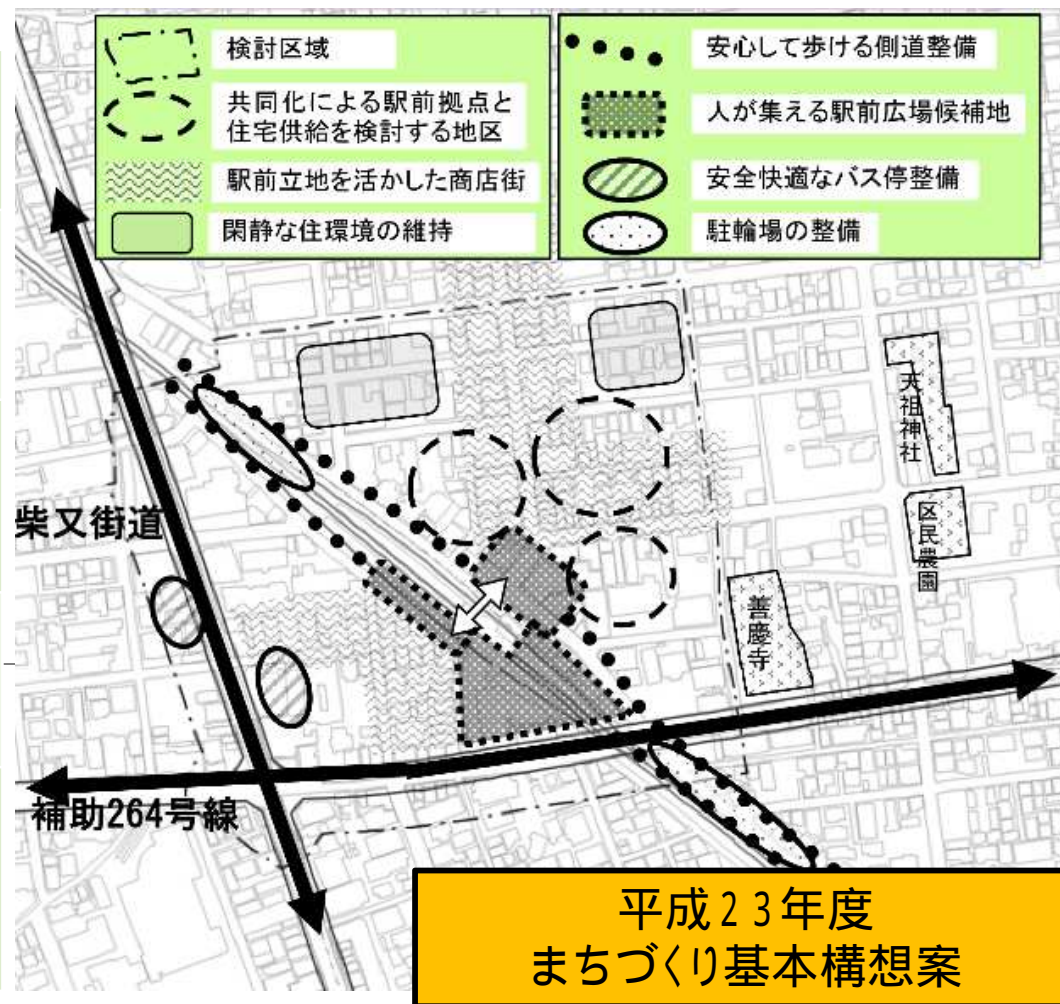 検討区域
共同化による駅前拠点と
住宅供給を検討する地区
駅前立地を活かした商店街
閑静な住環境の維持
安心して歩ける側道整備
人が集える駅前広場候補地
安全快適なバス停整備
駐輪場の整備
天祖神社
区民農園
善慶寺
柴又街道
補助264号線
平成23年度
まちづくり基本構想案